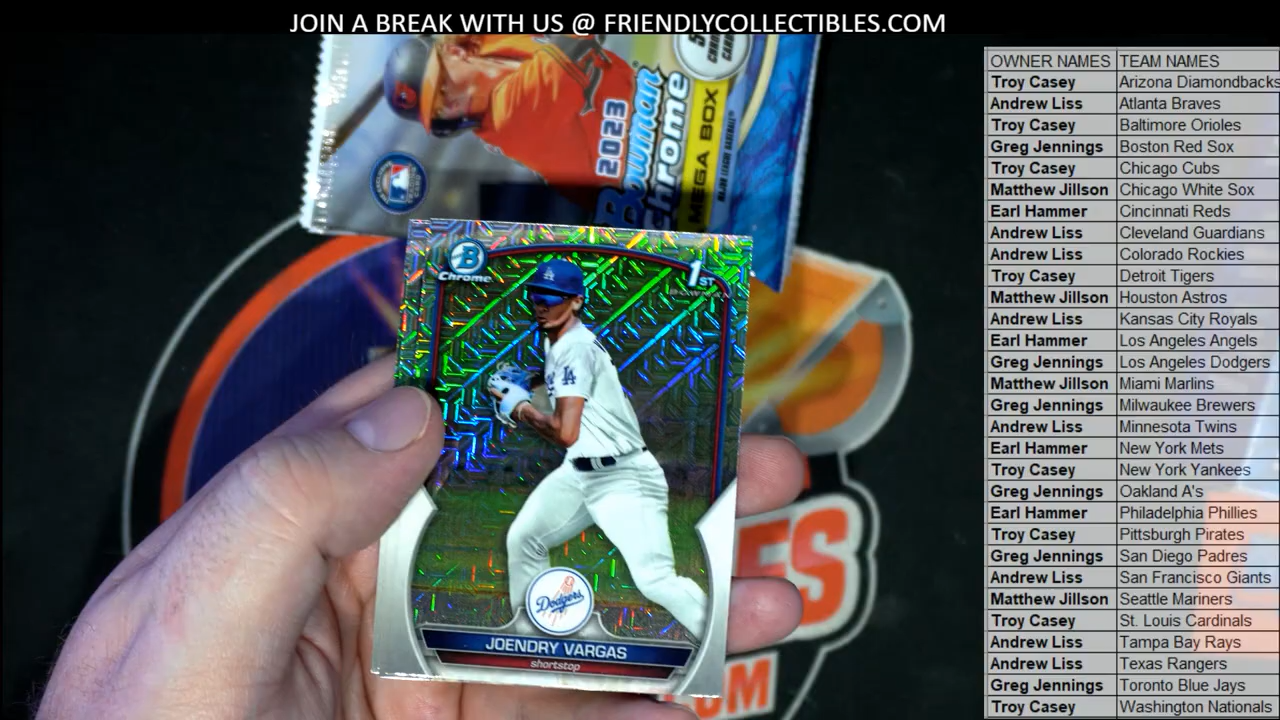 JOIN A BREAK WITH US @ FRIENDLYCOLLECTIBLES.COM
2023
Bowman
Chrome
MEGA BOX
MAJOR LEAGUE BASEBALL
B
Chrome
1ST
BOWMAN
Dodgers
JOENDRY VARGAS
shortstop
OWNER NAMES TEAM NAMES
Troy Casey Arizona Diamondbacks
Andrew Liss Atlanta Braves
Troy Casey Baltimore Orioles
Greg Jennings Boston Red Sox
Troy Casey Chicago Cubs
Matthew Jillson Chicago White Sox
Earl Hammer Cincinnati Reds
Andrew Liss Cleveland Guardians
Andrew Liss Colorado Rockies
Troy Casey Detroit Tigers
Matthew Jillson Houston Astros
Andrew Liss Kansas City Royals
Earl Hammer Los Angeles Angels
Greg Jennings Los Angeles Dodgers
Matthew Jillson Miami Marlins
Greg Jennings Milwaukee Brewers
Andrew Liss Minnesota Twins
Earl Hammer New York Mets
Troy Casey New York Yankees
Greg Jennings Oakland A's
Earl Hammer Philadelphia Phillies
Troy Casey Pittsburgh Pirates
Greg Jennings San Diego Padres
Andrew Liss San Francisco Giants
Matthew Jillson Seattle Mariners
Troy Casey St. Louis Cardinals
Andrew Liss Tampa Bay Rays
Andrew Liss Texas Rangers
Greg Jennings Toronto Blue Jays
Troy Casey Washington Nationals